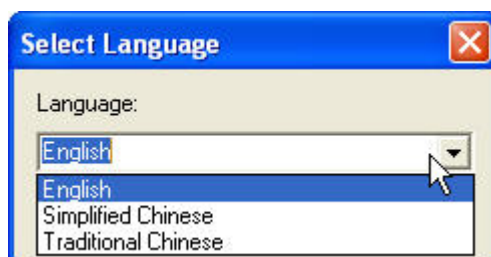 Select Language
Language:
English
English
Simplified Chinese
Traditional Chinese